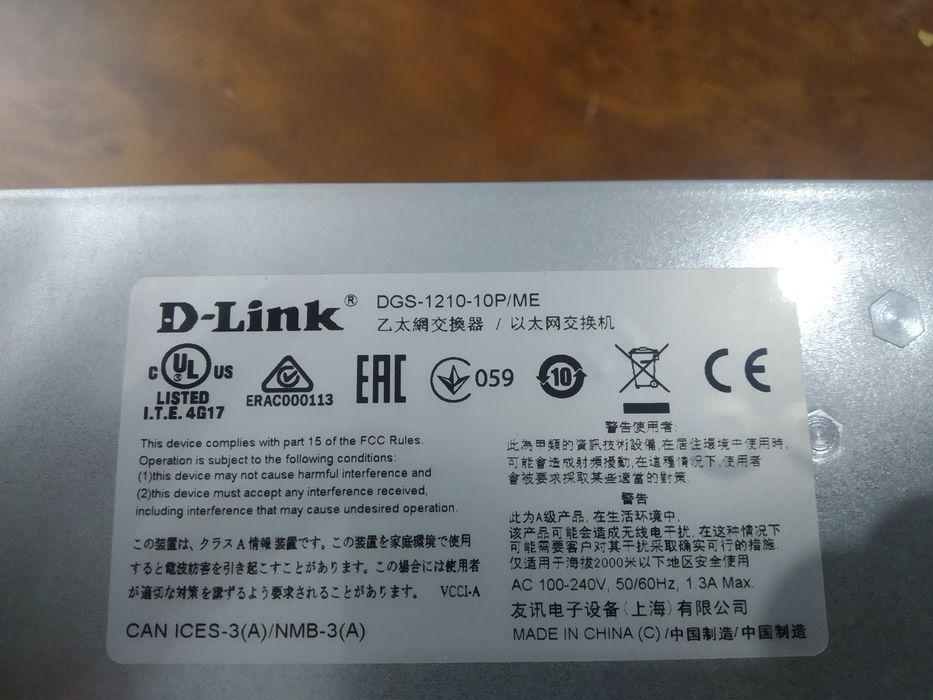 D-Link® DGS-1210-10P/ME
乙太網交換器 / 以太网交换机
C UL US
LISTED
I.T.E. 4G17
ERAC000113
EAC
059
10
CE
This device complies with part 15 of the FCC Rules.
Operation is subject to the following conditions:
(1)this device may not cause harmful interference and
(2)this device must accept any interference received,
including interference that may cause undesired operation.
この装置は、クラスA情報装置です。この装置を家庭環境で使用
すると電波妨害を引き起こすことがあります。この場合には使用者
が適切な対策を講ずるよう要求されることがあります。 VCCI-A
CAN ICES-3(A)/NMB-3(A)
警告使用者:
此為甲類的資訊技術設備,在居住環境中使用時,
可能會造成射頻擾動,在這種情況下,使用者
會被要求採取某些適當的對策.
警告
此为A级产品, 在生活环境中,
该产品可能会造成无线电干扰. 在这种情况下
可能需要客户对其干扰采取确实可行的措施.
仅适用于海拔2000米以下地区安全使用
AC 100-240V, 50/60Hz, 1.3A Max.
友讯电子设备(上海)有限公司
MADE IN CHINA (C) /中國制造/中国制造